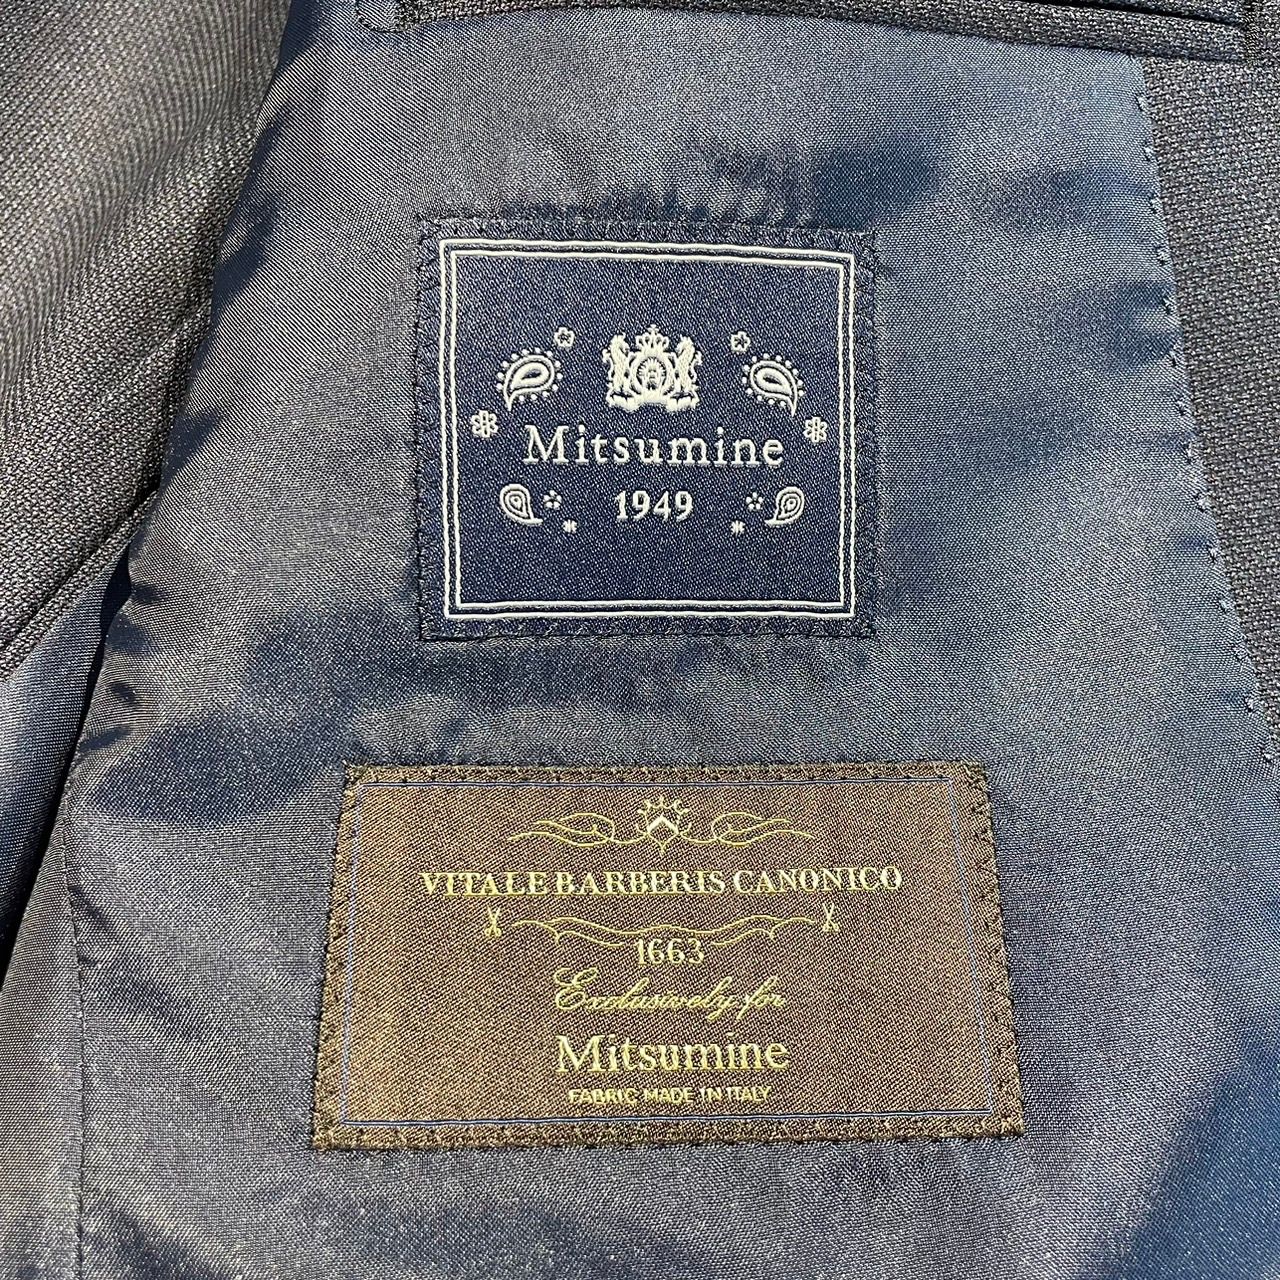 Mitsumine
1949
VITALE BARBERIS CANONICO
1663
Exclusively for
Mitsumine
FABRIC MADE IN ITALY